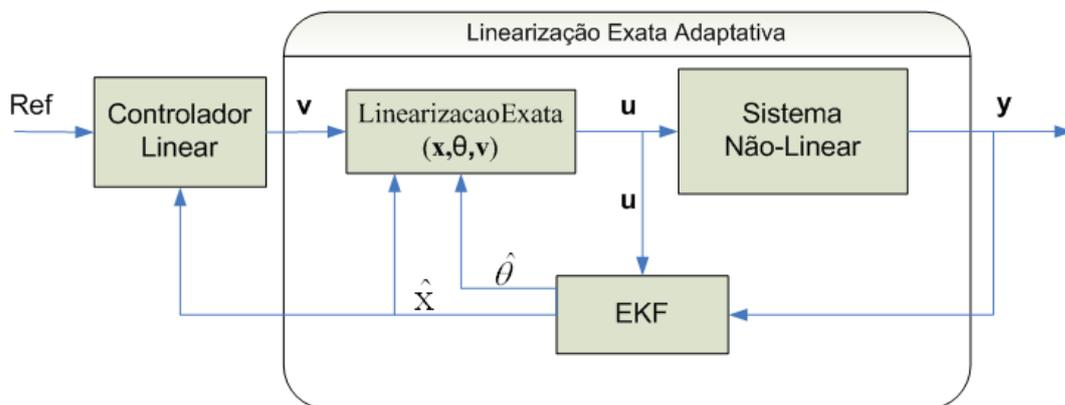 Linearização Exata Adaptativa
Ref
Controlador
Linear
v
LinearizacaoExata
(x,θ,v)
u
Sistema
Não-Linear
y
u
θ̂
x̂
EKF